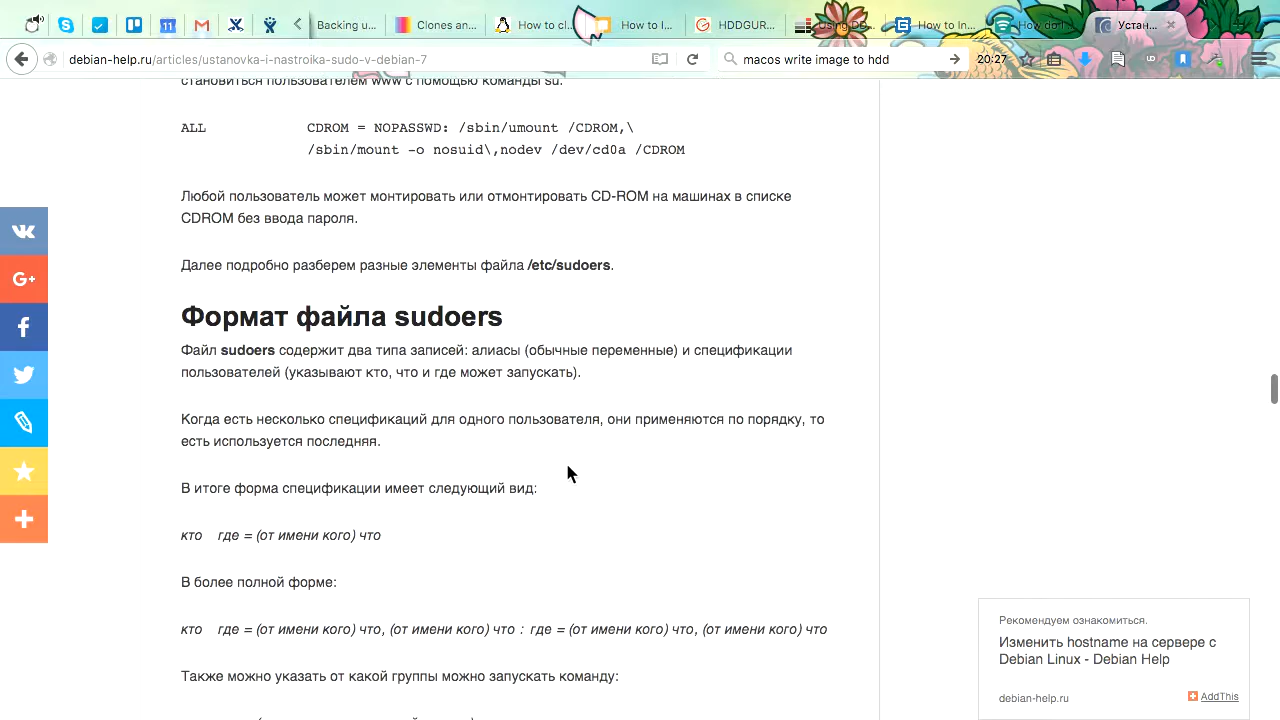 11
Backing u...
Clones an...
How to cl...
How to I...
HDDGUR...
Using DD...
How to In...
How do I...
Устан...
debian-help.ru/articles/ustanovka-i-nastroika-sudo-v-debian-7
macos write image to hdd
20:27
становиться пользователем www с помощью команды su.
ALL CDROM = NOPASSWD: /sbin/umount /CDROM,\
/sbin/mount -o nosuid\,nodev /dev/cd0a /CDROM
Любой пользователь может монтировать или отмонтировать CD-ROM на машинах в списке
CDROM без ввода пароля.
Далее подробно разберем разные элементы файла /etc/sudoers.
Формат файла sudoers
Файл sudoers содержит два типа записей: алиасы (обычные переменные) и спецификации
пользователей (указывают кто, что и где может запускать).
Когда есть несколько спецификаций для одного пользователя, они применяются по порядку, то
есть используется последняя.
В итоге форма спецификации имеет следующий вид:
кто где = (от имени кого) что
В более полной форме:
кто где = (от имени кого) что, (от имени кого) что : где = (от имени кого) что, (от имени кого) что
Также можно указать от какой группы можно запускать команду:
Рекомендуем ознакомиться.
Изменить hostname на сервере с
Debian Linux - Debian Help
debian-help.ru
AddThis